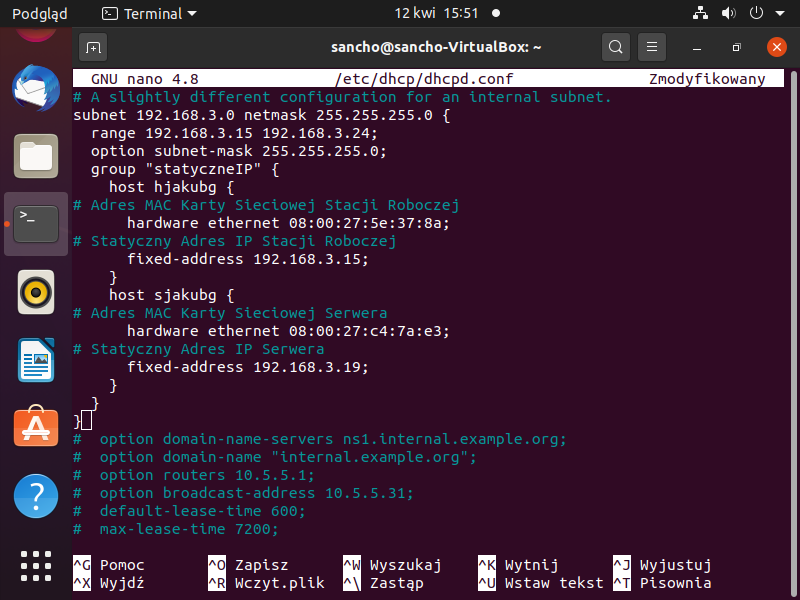 Podgląd Terminal 12 kwi 15:51
sancho@sancho-VirtualBox: ~
GNU nano 4.8 /etc/dhcp/dhcpd.conf Zmodyfikowany
# A slightly different configuration for an internal subnet.
subnet 192.168.3.0 netmask 255.255.255.0 {
  range 192.168.3.15 192.168.3.24;
  option subnet-mask 255.255.255.0;
  group "statyczneIP" {
    host hjakubg {
# Adres MAC Karty Sieciowej Stacji Roboczej
      hardware ethernet 08:00:27:5e:37:8a;
# Statyczny Adres IP Stacji Roboczej
      fixed-address 192.168.3.15;
    }
    host sjakubg {
# Adres MAC Karty Sieciowej Serwera
      hardware ethernet 08:00:27:c4:7a:e3;
# Statyczny Adres IP Serwera
      fixed-address 192.168.3.19;
    }
  }
}
#  option domain-name-servers ns1.internal.example.org;
#  option domain-name "internal.example.org";
#  option routers 10.5.5.1;
#  option broadcast-address 10.5.5.31;
#  default-lease-time 600;
#  max-lease-time 7200;
^G Pomoc ^O Zapisz ^W Wyszukaj ^K Wytnij ^J Wyjustuj
^X Wyjdź ^R Wczyt.plik ^\ Zastąp ^U Wstaw tekst ^T Pisownia